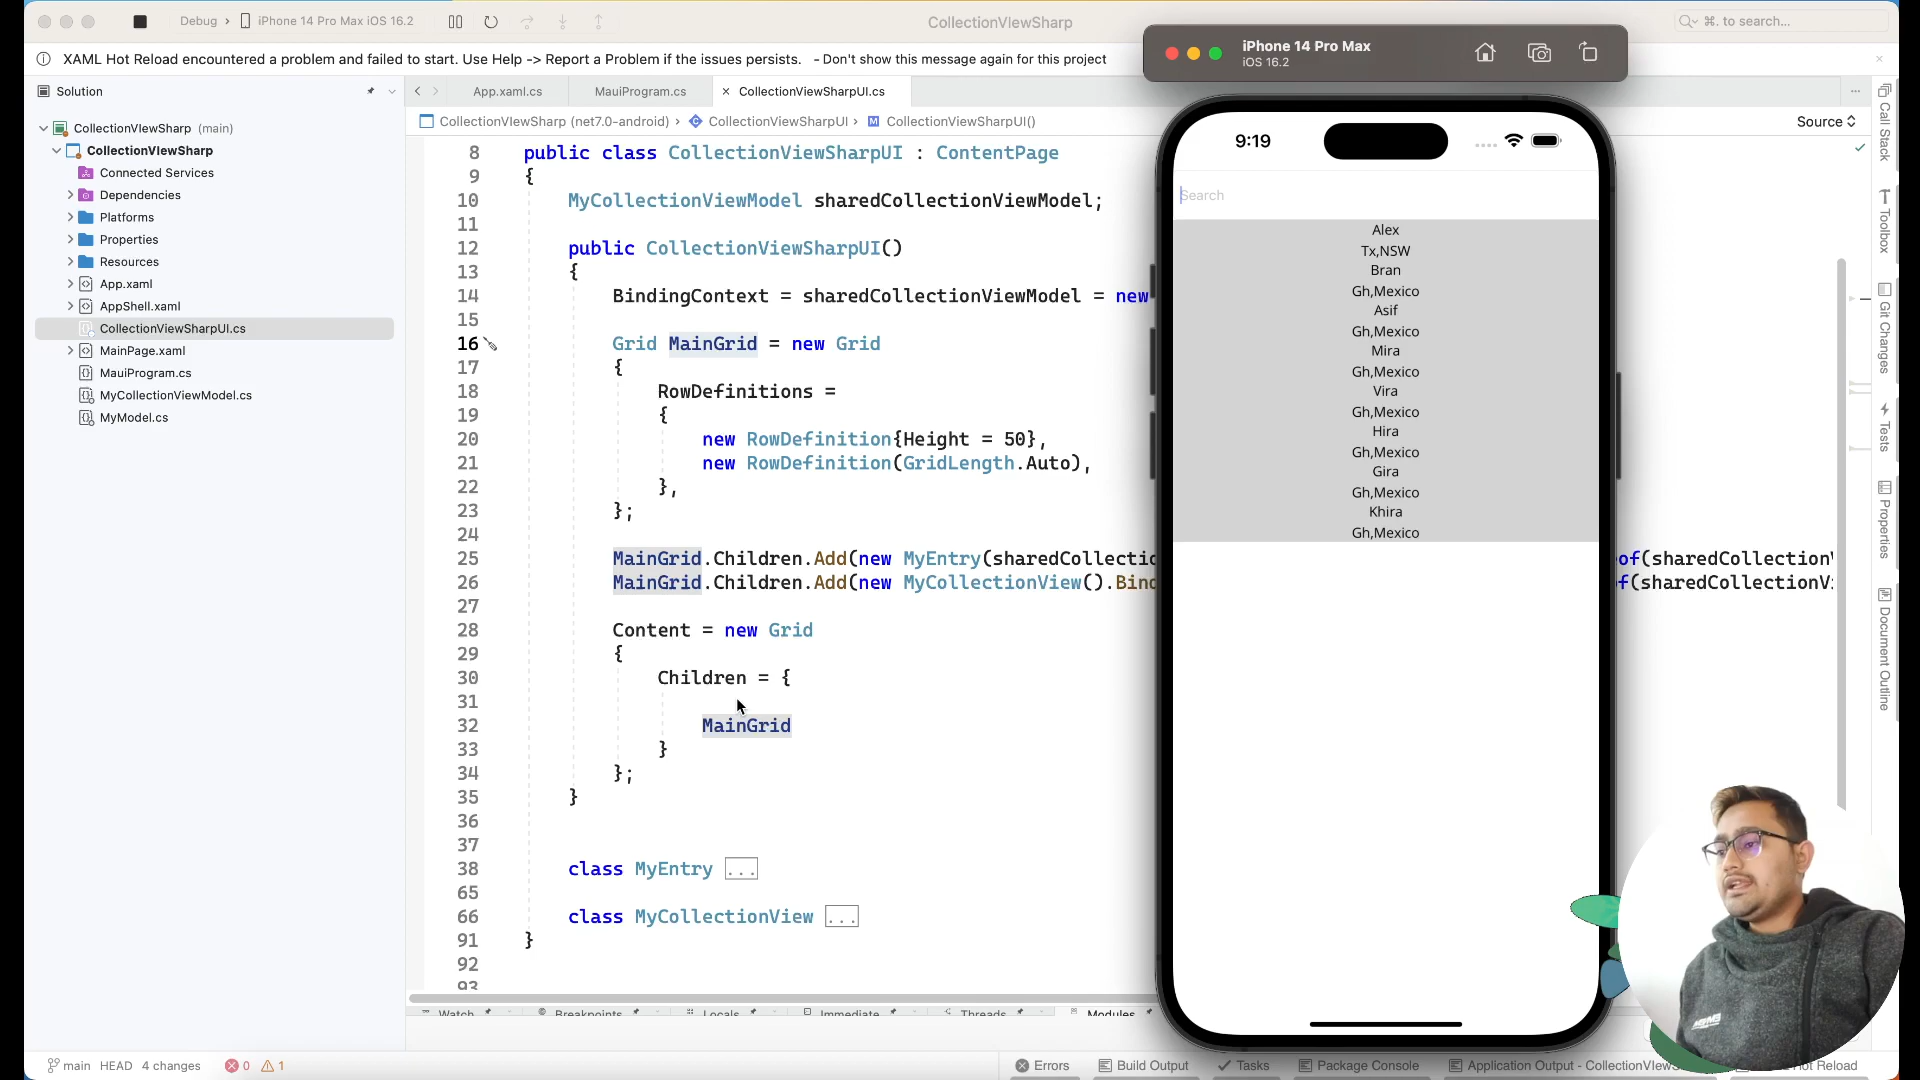 Debug > iPhone 14 Pro Max iOS 16.2
CollectionViewSharp
⌘. to search...
XAML Hot Reload encountered a problem and failed to start. Use Help -> Report a Problem if the issues persists. - Don't show this message again for this project
iPhone 14 Pro Max
iOS 16.2
Solution
App.xaml.cs
MauiProgram.cs
CollectionViewSharpUI.cs
CollectionVIewSharp (net7.0-android) > CollectionViewSharpUI > CollectionViewSharpUI()
Source
CollectionVIewSharp (main)
CollectionVIewSharp
Connected Services
Dependencies
Platforms
Properties
Resources
App.xaml
AppShell.xaml
CollectionViewSharpUI.cs
MainPage.xaml
MauiProgram.cs
MyCollectionViewModel.cs
MyModel.cs
8 public class CollectionViewSharpUI : ContentPage
9 {
10 MyCollectionViewModel sharedCollectionViewModel;
11
12 public CollectionViewSharpUI()
13 {
14 BindingContext = sharedCollectionViewModel = new
15
16 Grid MainGrid = new Grid
17 {
18 RowDefinitions =
19 {
20 new RowDefinition{Height = 50},
21 new RowDefinition(GridLength.Auto),
22 },
23 };
24
25 MainGrid.Children.Add(new MyEntry(sharedCollectio of(sharedCollection
26 MainGrid.Children.Add(new MyCollectionView().Bin f(sharedCollectionV
27
28 Content = new Grid
29 {
30 Children = {
31
32 MainGrid
33 }
34 };
35 }
36
37
38 class MyEntry ...
65
66 class MyCollectionView ...
91 }
92
93
9:19
Search
Alex
Tx,NSW
Bran
Gh,Mexico
Asif
Gh,Mexico
Mira
Gh,Mexico
Vira
Gh,Mexico
Hira
Gh,Mexico
Gira
Gh,Mexico
Khira
Gh,Mexico
Call Stack
Toolbox
Git Changes
Tests
Properties
Document Outline
Watch
Breakpoints
Locals
Immediate
Threads
Modules
main HEAD 4 changes 0 1
Errors
Build Output
Tasks
Package Console
Application Output - CollectionVIewS
Hot Reload